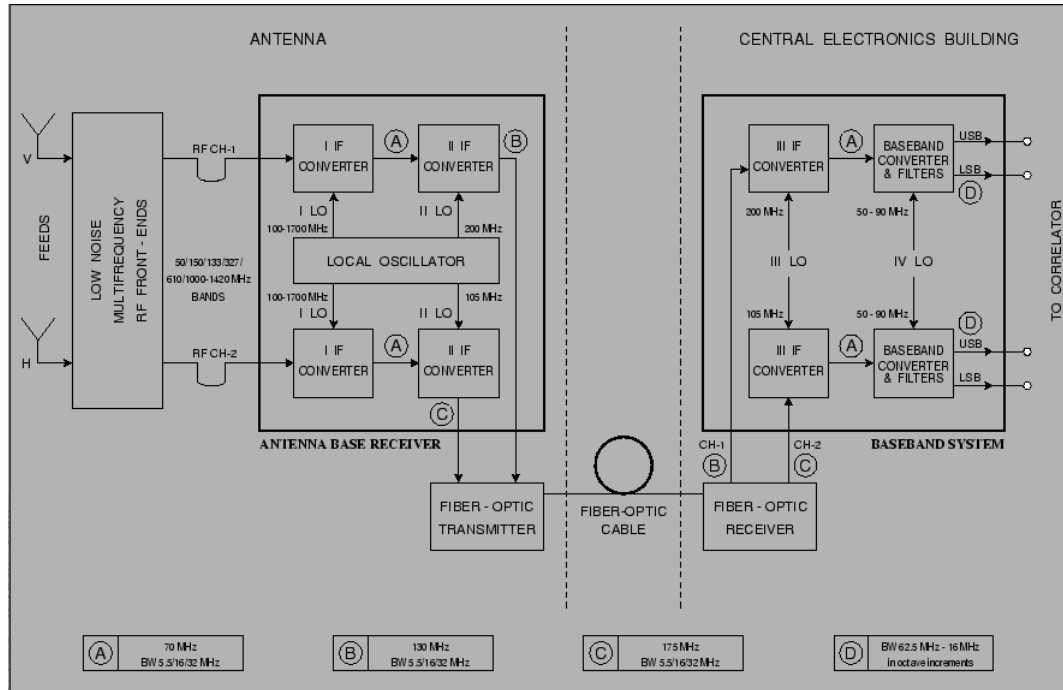 ANTENNA
CENTRAL ELECTRONICS BUILDING
FEEDS
V
H
LOW NOISE
MULTIFREQUENCY
RF FRONT - ENDS
RF CH-1
50/150/133/327/
610/1000-1420 MHz
BANDS
RF CH-2
I IF
CONVERTER
A
II IF
CONVERTER
B
I LO
100-1700 MHz
II LO
200 MHz
LOCAL OSCILLATOR
100-1700 MHz
I LO
105 MHz
II LO
I IF
CONVERTER
A
II IF
CONVERTER
C
ANTENNA BASE RECEIVER
FIBER - OPTIC
TRANSMITTER
FIBER-OPTIC
CABLE
FIBER - OPTIC
RECEIVER
CH-1
B
CH-2
C
III IF
CONVERTER
A
BASEBAND
CONVERTER
& FILTERS
USB
LSB
D
200 MHz
50 - 90 MHz
III LO
IV LO
105 MHz
50 - 90 MHz
III IF
CONVERTER
A
BASEBAND
CONVERTER
& FILTERS
D
USB
LSB
BASEBAND SYSTEM
TO CORRELATOR
A
70 MHz
BW 5.5/16/32 MHz
B
130 MHz
BW 5.5/16/32 MHz
C
175 MHz
BW 5.5/16/32 MHz
D
BW 62.5 MHz - 16 MHz
in octave increments